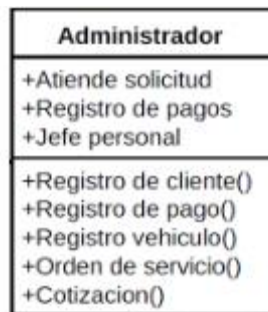 Administrador
+Atiende solicitud
+Registro de pagos
+Jefe personal
+Registro de cliente()
+Registro de pago()
+Registro vehiculo()
+Orden de servicio()
+Cotizacion()